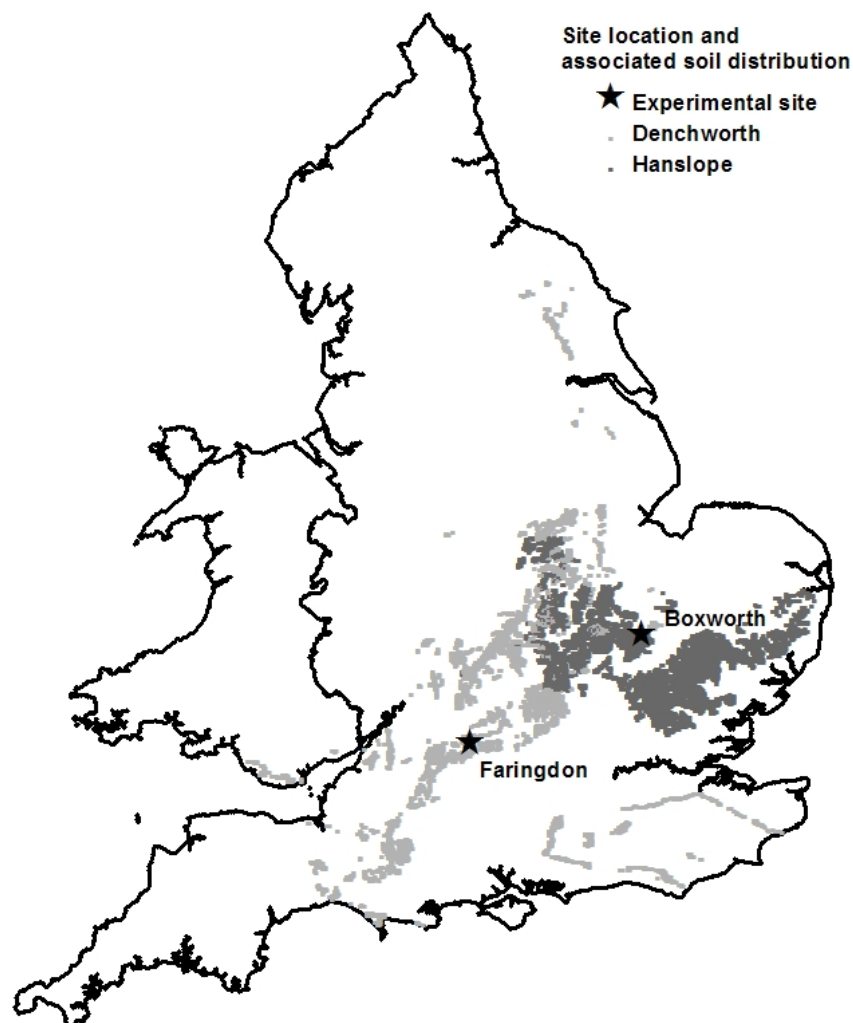 Site location and
associated soil distribution
Experimental site
Denchworth
Hanslope
Boxworth
Faringdon